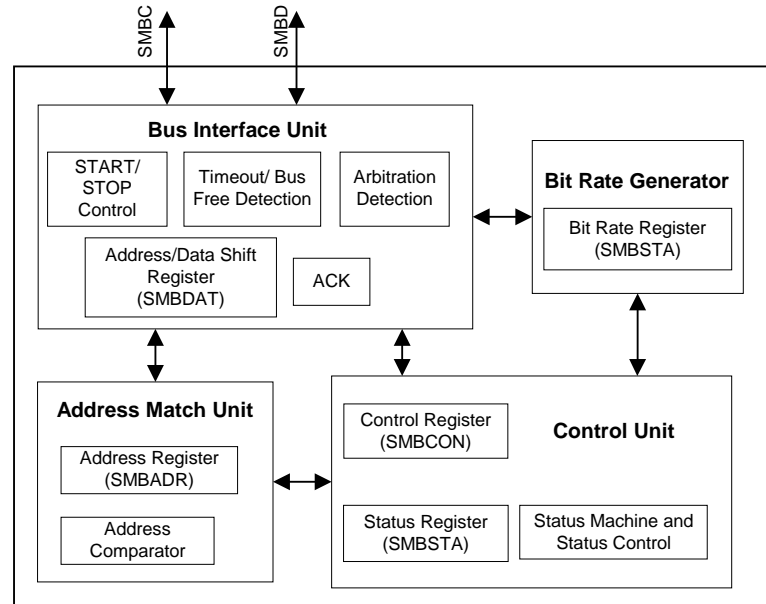 SMBC
SMBD
Bus Interface Unit
START/
STOP
Control
Timeout/ Bus
Free Detection
Arbitration
Detection
Address/Data Shift
Register
(SMBDAT)
ACK
Bit Rate Generator
Bit Rate Register
(SMBSTA)
Address Match Unit
Address Register
(SMBADR)
Address
Comparator
Control Register
(SMBCON)
Control Unit
Status Register
(SMBSTA)
Status Machine and
Status Control